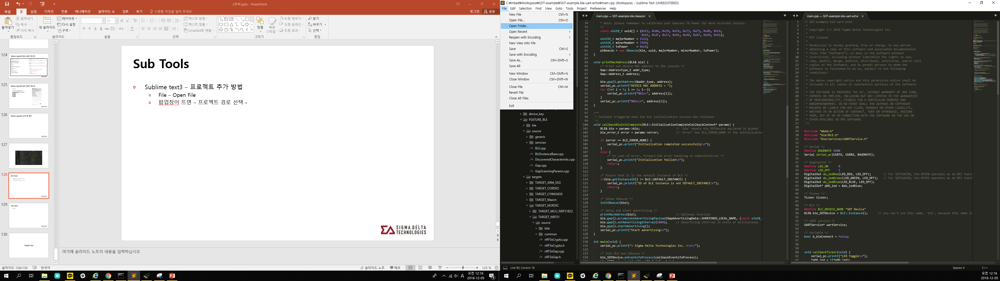 2주차.pptx - PowerPoint
파일 홈 삽입 디자인 전환 애니메이션 슬라이드 쇼 검토 보기 수행할 작업을 알려 주세요. 로그인 공유
붙여넣기
잘라내기
복사
서식 복사
클립보드
새 슬라이드
레이아웃
다시 설정
구역
슬라이드
12
글꼴
텍스트 방향
텍스트 맞춤
SmartArt로 변환
단락
정렬
빠른 스타일
도형 채우기
도형 윤곽선
도형 효과
그리기
찾기
바꾸기
선택
편집
124
Mobile App으로 BLE UART 테스트
125
Mobile App으로 BLE UART 테스트
126
127
128
Sub Tools
129
Sub Tools
130
THANK YOU
Sub Tools
Sublime text3 – 프로젝트 추가 방법
File – Open File
팝업창이 뜨면 – 프로젝트 경로 선택 -
SIGMA DELTA
TECHNOLOGIES
여기에 슬라이드 노트의 내용을 입력하십시오
슬라이드 128/130 한국어 슬라이드 노트 메모 125 %
오전 12:16
2018-12-05
C:₩mbed₩Workspace₩SDT-example₩SDT-example-ble-uart-echo₩main.cpp (Workspace) - Sublime Text (UNREGISTERED)
File Edit Selection Find View Goto Tools Project Preferences Help
New File Ctrl+N
Open File... Ctrl+O
Open Folder...
Open Recent
Reopen with Encoding
New View into File
Save Ctrl+S
Save with Encoding
Save As... Ctrl+Shift+S
Save All
New Window Ctrl+Shift+N
Close Window Ctrl+Shift+W
Close File Ctrl+W
Revert File
Close All Files
Exit
device_key
FEATURE_BLE
ble
source
generic
services
BLE.cpp
BLEInstanceBase.cpp
DiscoveredCharacteristic.cpp
Gap.cpp
GapScanningParams.cpp
targets
TARGET_ARM_SSG
TARGET_CORDIO
TARGET_CYW4343X
TARGET_Maxim
TARGET_NORDIC
TARGET_MCU_NRF51822
TARGET_NRF51
source
btle
common
nRF5xCrypto.cpp
nRF5xCrypto.h
nRF5xGap.cpp
nRF5xGap.h
main.cpp — SDT-example-ble-ibeacon
74 * Note: please remember to calibrate your beacons TX Power for more accurate results.
75 */
76 const uint8_t uuid[] = {0xE2, 0x0A, 0x39, 0xF4, 0x73, 0xF5, 0x4B, 0xC4,
77 0xA1, 0x2F, 0x17, 0xD1, 0xAD, 0x07, 0xA9, 0x61};
78 uint16_t majorNumber = 1122;
79 uint16_t minorNumber = 3344;
80 uint16_t txPower = 0xC8;
81 piBeacon = new iBeacon(ble, uuid, majorNumber, minorNumber, txPower);
82 }
83
84 void printMacAddress(BLE& ble) {
85 /* Print out device MAC address to the console */
86 Gap::AddressType_t addr_type;
87 Gap::Address_t address;
88
89 ble.gap().getAddress(&addr_type, address);
90 serial_pc.printf("DEVICE MAC ADDRESS = ");
91 for (int i = 5; i >= 1; i--){
92 serial_pc.printf("%02x:", address[i]);
93 }
94 serial_pc.printf("%02x\n", address[0]);
95 }
96
97 /**
98 * Callback triggered when the ble initialization process has finished
99 */
100 void callbackBleInitComplete(BLE::InitializationCompleteCallbackContext* params) {
101 BLE& ble = params->ble; // 'ble' equals ble_SDTDevice declared in global
102 ble_error_t error = params->error; // 'error' has BLE_ERROR_NONE if the initializatio
103
104 if (error == BLE_ERROR_NONE) {
105 serial_pc.printf("Initialization completed successfully\n");
106 }
107 else {
108 /* In case of error, forward the error handling to onBleInitError */
109 serial_pc.printf("Initialization failled\n");
110 return;
111 }
112
113 /* Ensure that it is the default instance of BLE */
114 if(ble.getInstanceID() != BLE::DEFAULT_INSTANCE) {
115 serial_pc.printf("ID of BLE instance is not DEFAULT_INSTANCE\n");
116 return;
117 }
118
119 /* Setup iBeacon */
120 initIBeacon(ble);
121
122 /* Setup and start advertising */
123 printMacAddress(ble); // Optional function
124 ble.gap().accumulateAdvertisingPayload(GapAdvertisingData::SHORTENED_LOCAL_NAME, (const uint8_
125 ble.gap().setAdvertisingInterval(1000); // Advertising interval in units of milliseconds
126 ble.gap().startAdvertising();
127 serial_pc.printf("Start advertising\n");
128 }
129
130 int main(void) {
131 serial_pc.printf("< Sigma Delta Technologies Inc. >\n\r");
132
133 /* Init BLE and iBeacon */
134 ble_SDTDevice.onEventsToProcess(callbackEventsToProcess);
main.cpp — SDT-example-ble-uart-echo
1 /* SDT-example-ble-uart-echo
2 *
3 * Copyright (c) 2018 Sigma Delta Technologies Inc.
4 *
5 * MIT License
6 *
7 * Permission is hereby granted, free of charge, to any person
8 * obtaining a copy of this software and associated documentation
9 * files (the "Software"), to deal in the Software without
10 * restriction, including without limitation the rights to use,
11 * copy, modify, merge, publish, distribute, sublicense, and/or sell
12 * copies of the Software, and to permit persons to whom the
13 * Software is furnished to do so, subject to the following
14 * conditions:
15 *
16 * The above copyright notice and this permission notice shall be
17 * included in all copies or substantial portions of the Software.
18 *
19 * THE SOFTWARE IS PROVIDED "AS IS", WITHOUT WARRANTY OF ANY KIND,
20 * EXPRESS OR IMPLIED, INCLUDING BUT NOT LIMITED TO THE WARRANTIES
21 * OF MERCHANTABILITY, FITNESS FOR A PARTICULAR PURPOSE AND
22 * NONINFRINGEMENT. IN NO EVENT SHALL THE AUTHORS OR COPYRIGHT
23 * HOLDERS BE LIABLE FOR ANY CLAIM, DAMAGES OR OTHER LIABILITY,
24 * WHETHER IN AN ACTION OF CONTRACT, TORT OR OTHERWISE, ARISING
25 * FROM, OUT OF OR IN CONNECTION WITH THE SOFTWARE OR THE USE OR
26 * OTHER DEALINGS IN THE SOFTWARE.
27 */
28
29 #include "mbed.h"
30 #include "ble/BLE.h"
31 #include "ble/services/UARTService.h"
32
33 /* Serial */
34 #define BAUDRATE 9600
35 Serial serial_pc(USBTX, USBRX, BAUDRATE);
36
37 /* DigitalOut */
38 #define LED_ON 0
39 #define LED_OFF 1
40 DigitalOut do_ledRed(LED_RED, LED_OFF); // For SDT52832B, the GPIO0 operates as an NFC funct
41 DigitalOut do_ledGreen(LED_GREEN, LED_OFF); // For SDT52832B, the GPIO1 operates as an NFC funct
42 DigitalOut do_ledBlue(LED_BLUE, LED_OFF);
43 DigitalOut* pDO_led = &do_ledBlue;
44
45 /* Ticker */
46 Ticker ticker;
47
48 /* BLE */
49 #define BLE_DEVICE_NAME "SDT Device"
50 BLE& ble_SDTDevice = BLE::Instance(); // you can't use this name, 'ble', because this name is
51
52 /* UART service */
53 UARTService* uartService;
54
55 /* Variable */
56 bool b_bleConnect = false;
57
58
59
60 void callbackTicker(void) {
61 serial_pc.printf("LED Toggle\n");
62 *pDO_led = !(*pDO_led);
Line 90, Column 16 Spaces: 4 C++
오전 12:16
2018-12-05